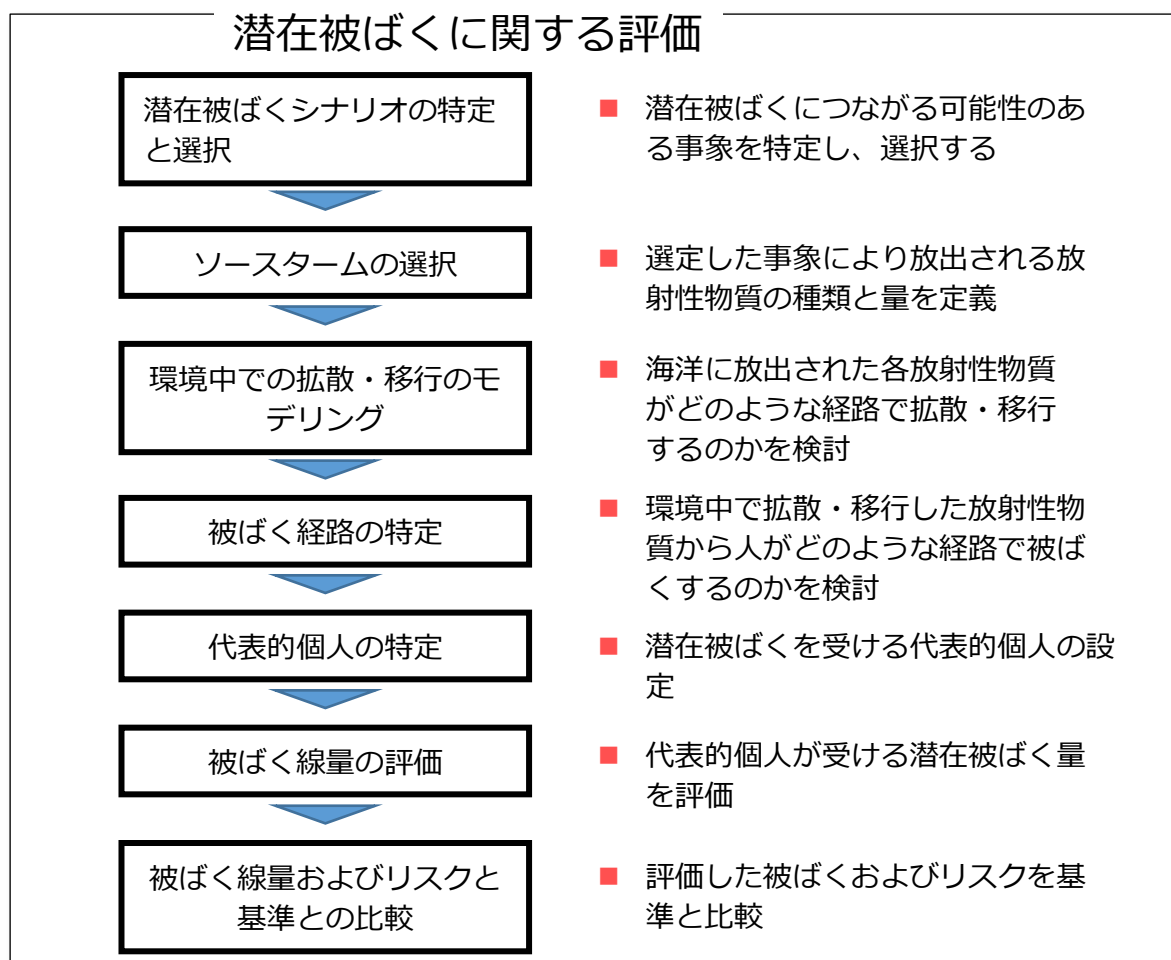 潜在被ばくに関する評価
潜在被ばくシナリオの特定
と選択
■ 潜在被ばくにつながる可能性のあ
る事象を特定し、選択する
ソースタームの選択
■ 選定した事象により放出される放
射性物質の種類と量を定義
環境中での拡散・移行のモ
デリング
■ 海洋に放出された各放射性物質
がどのような経路で拡散・移行
するのかを検討
被ばく経路の特定
■ 環境中で拡散・移行した放射性物
質から人がどのような経路で被ば
くするのかを検討
代表的個人の特定
■ 潜在被ばくを受ける代表的個人の設
定
被ばく線量の評価
■ 代表的個人が受ける潜在被ばく量
を評価
被ばく線量およびリスクと
基準との比較
■ 評価した被ばくおよびリスクを基
準と比較